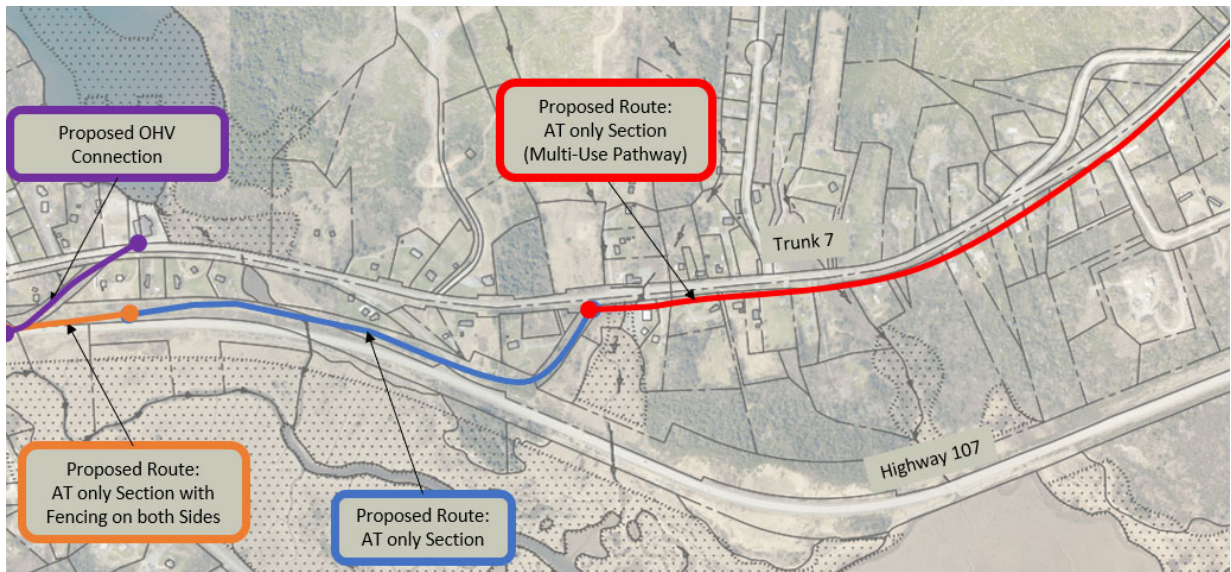 Proposed OHV
Connection
Proposed Route:
AT only Section
(Multi-Use Pathway)
Trunk 7
Highway 107
Proposed Route:
AT only Section with
Fencing on both Sides
Proposed Route:
AT only Section